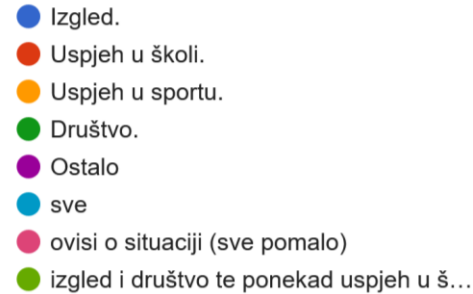 Izgled.
Uspjeh u školi.
Uspjeh u sportu.
Društvo.
Ostalo
sve
ovisi o situaciji (sve pomalo)
izgled i društvo te ponekad uspjeh u š…